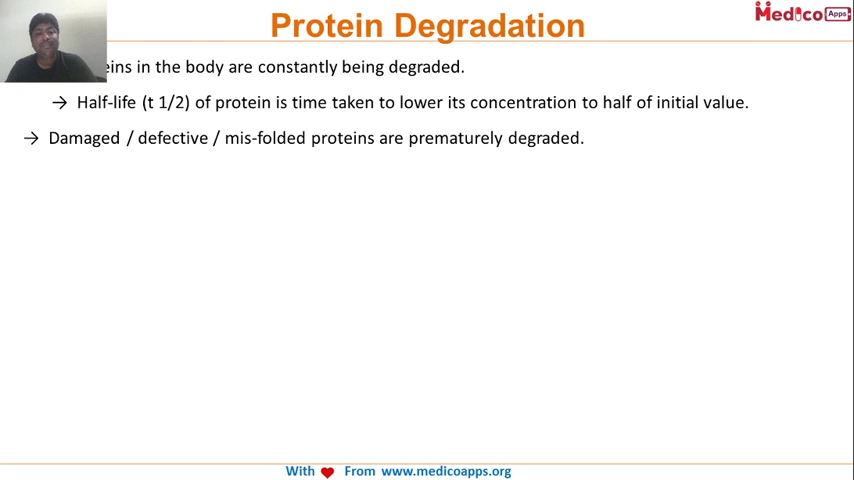 Protein Degradation
Medico Apps
in the body are constantly being degraded.
→ Half-life (t 1/2) of protein is time taken to lower its concentration to half of initial value.
→ Damaged / defective / mis-folded proteins are prematurely degraded.
With ❤ From www.medicoapps.org